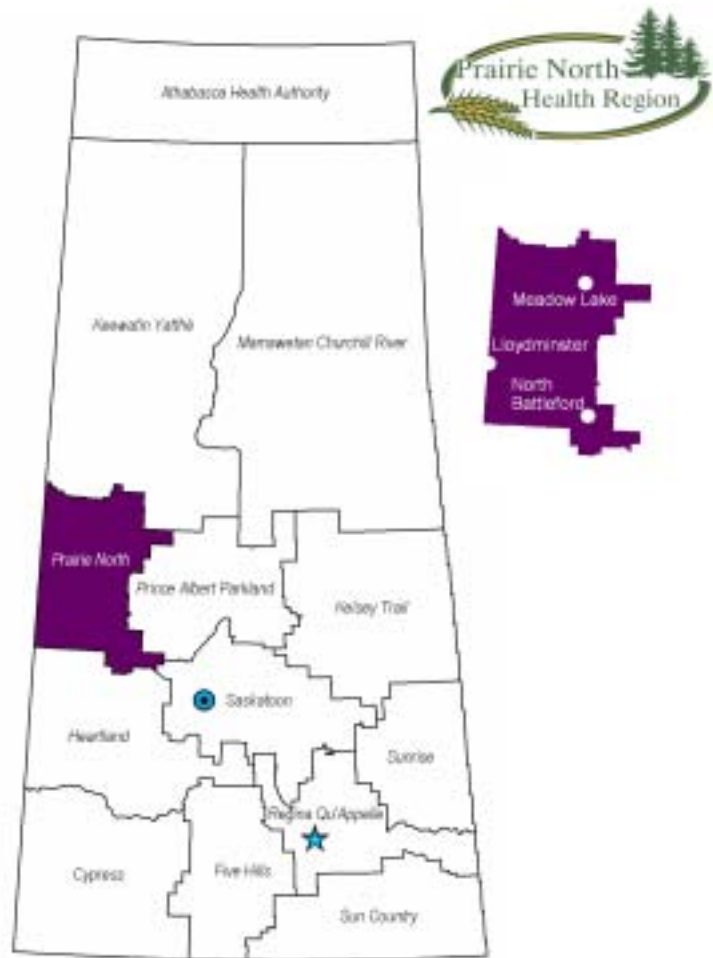 Prairie North
Health Region
Athabasca Health Authority
Keewatin Yatthé
Mamawetan Churchill River
Meadow Lake
Lloydminster
North
Battleford
Prairie North
Prince Albert Parkland
Kelsey Trail
Saskatoon
Heartland
Sunrise
Regina Qu'Appelle
Cypress
Five Hills
Sun Country